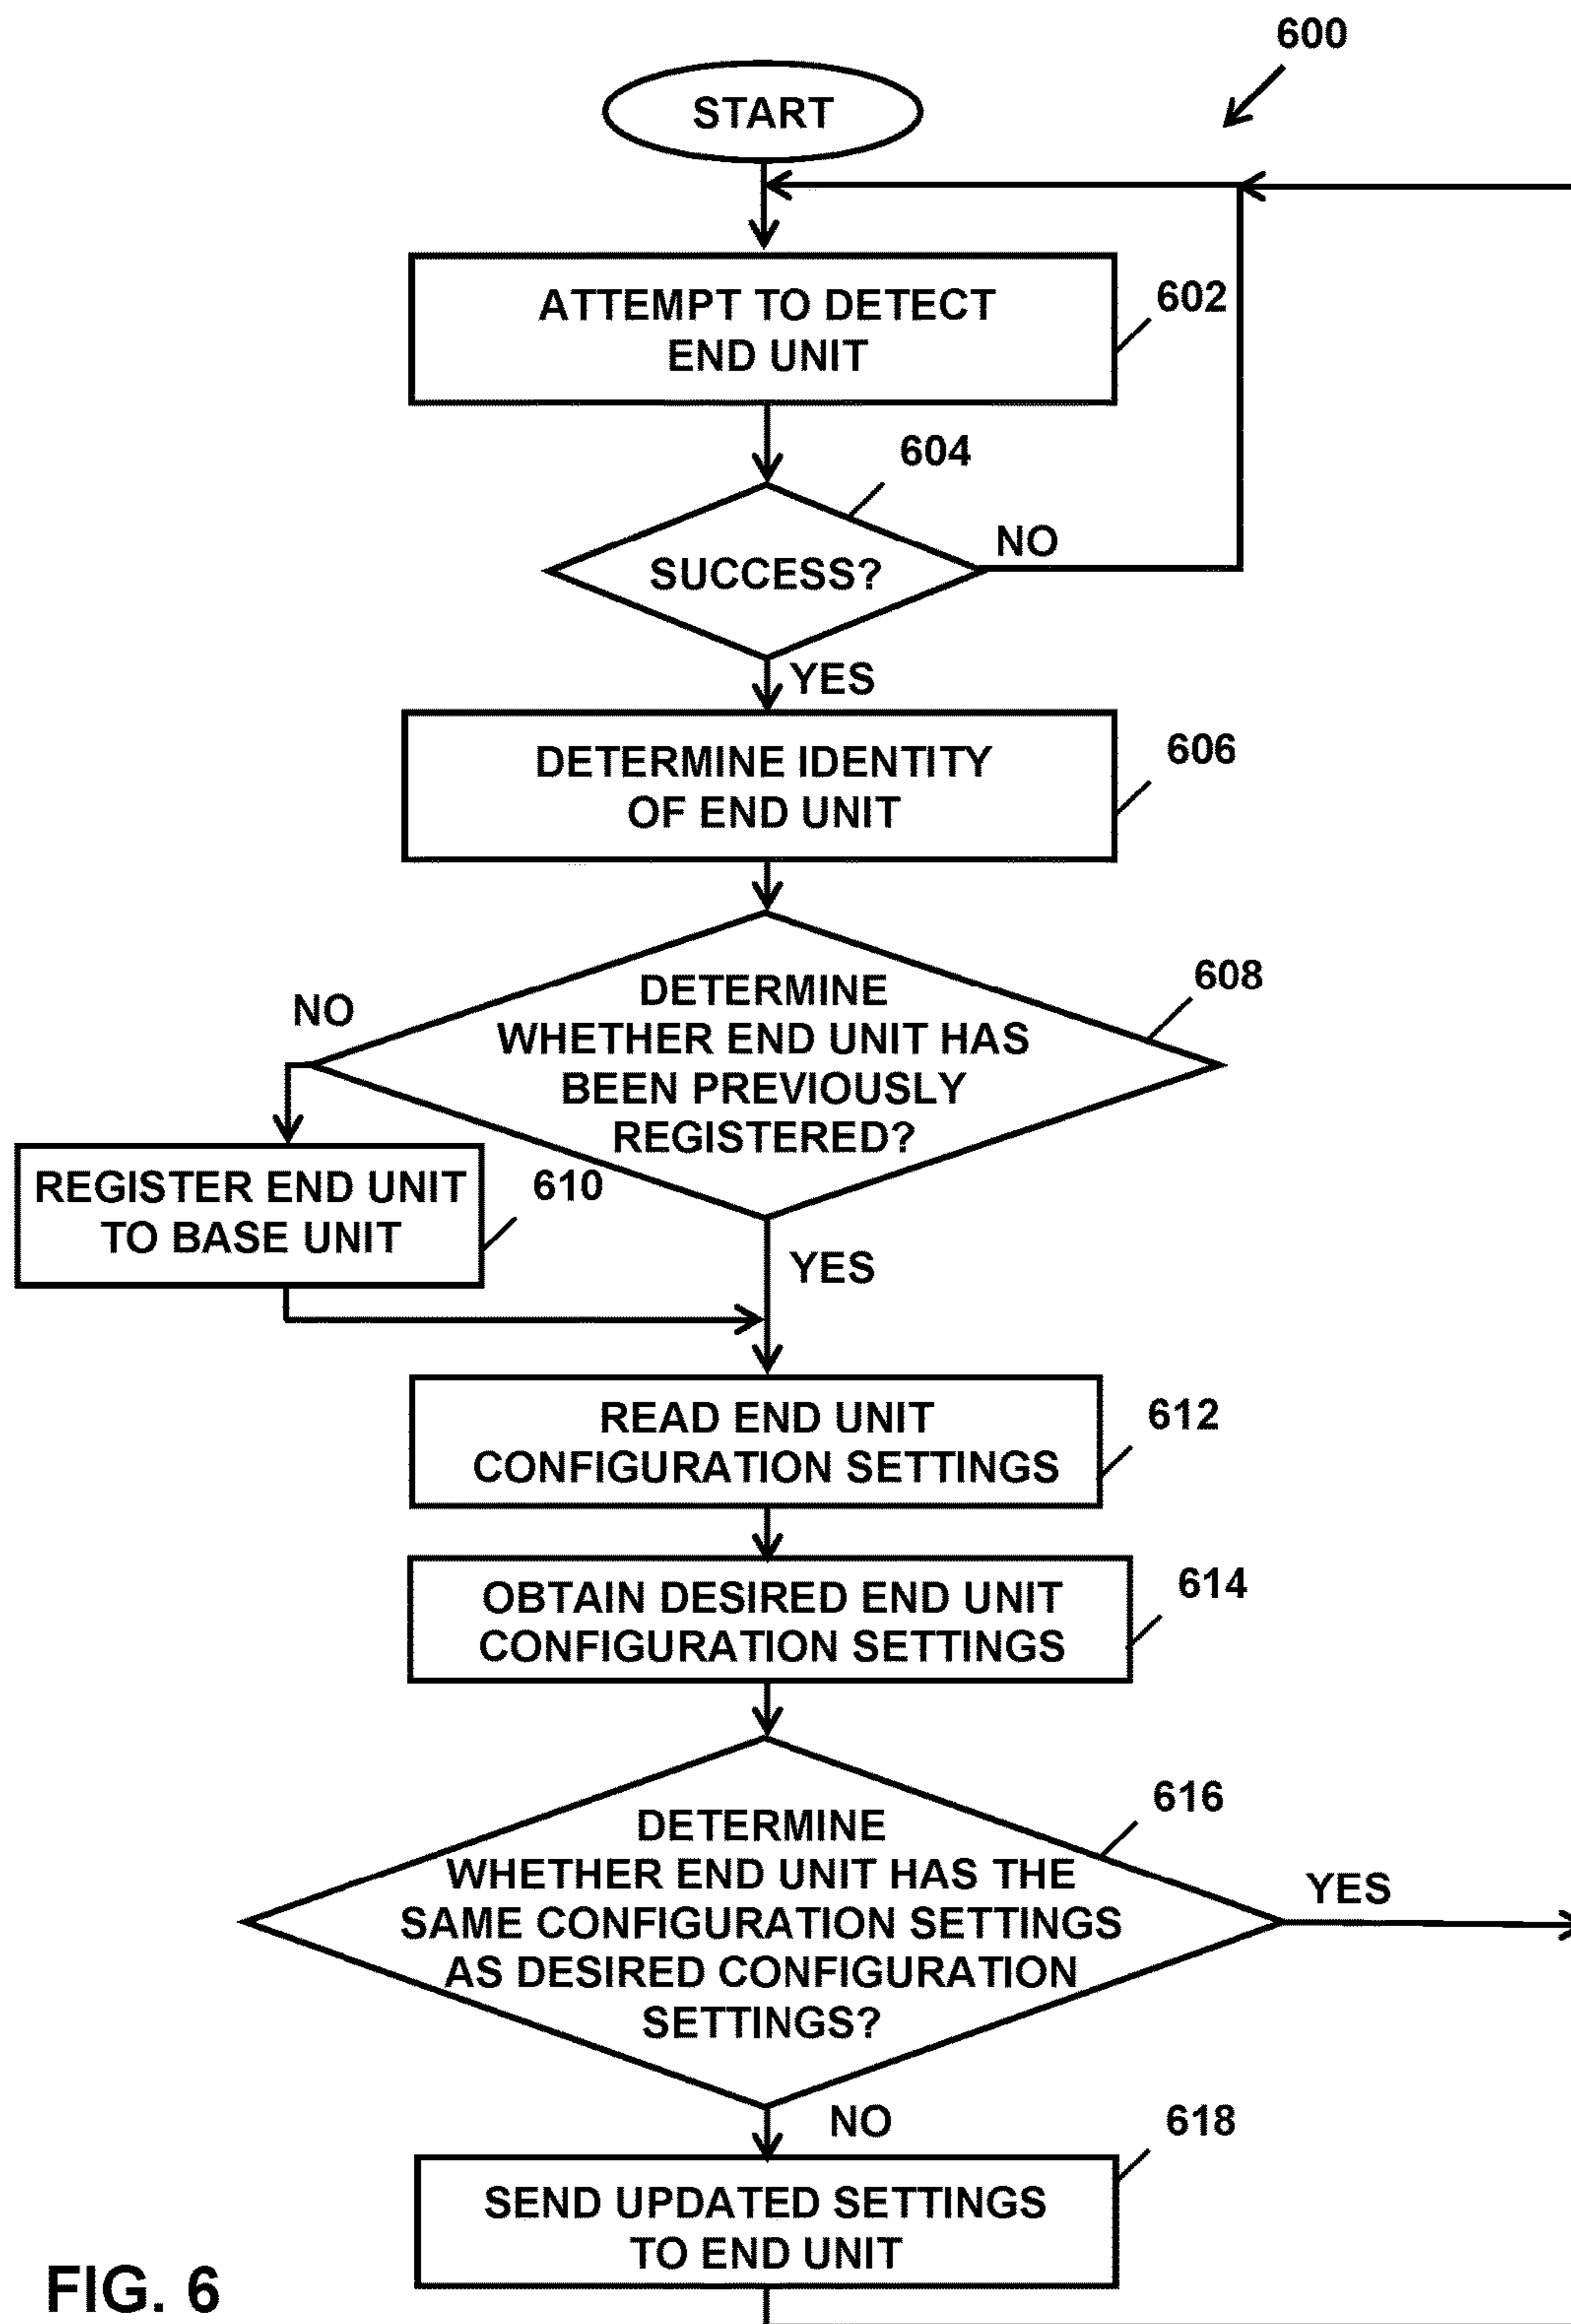 600
START
ATTEMPT TO DETECT
END UNIT
602
604
SUCCESS?
NO
YES
DETERMINE IDENTITY
OF END UNIT
606
608
DETERMINE
WHETHER END UNIT HAS
BEEN PREVIOUSLY
REGISTERED?
NO
REGISTER END UNIT
TO BASE UNIT
610
YES
READ END UNIT
CONFIGURATION SETTINGS
612
OBTAIN DESIRED END UNIT
CONFIGURATION SETTINGS
614
616
DETERMINE
WHETHER END UNIT HAS THE
SAME CONFIGURATION SETTINGS
AS DESIRED CONFIGURATION
SETTINGS?
YES
NO
618
SEND UPDATED SETTINGS
TO END UNIT
FIG. 6